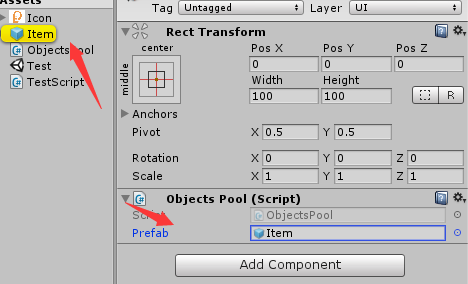 Assets
Icon
Item
ObjectsPool
Test
TestScript
Tag Untagged Layer UI
Rect Transform
center
middle
Pos X Pos Y Pos Z
0 0 0
Width Height
100 100
R
Anchors
Pivot X 0.5 Y 0.5
Rotation X 0 Y 0 Z 0
Scale X 1 Y 1 Z 1
Objects Pool (Script)
Script ObjectsPool
Prefab Item
Add Component